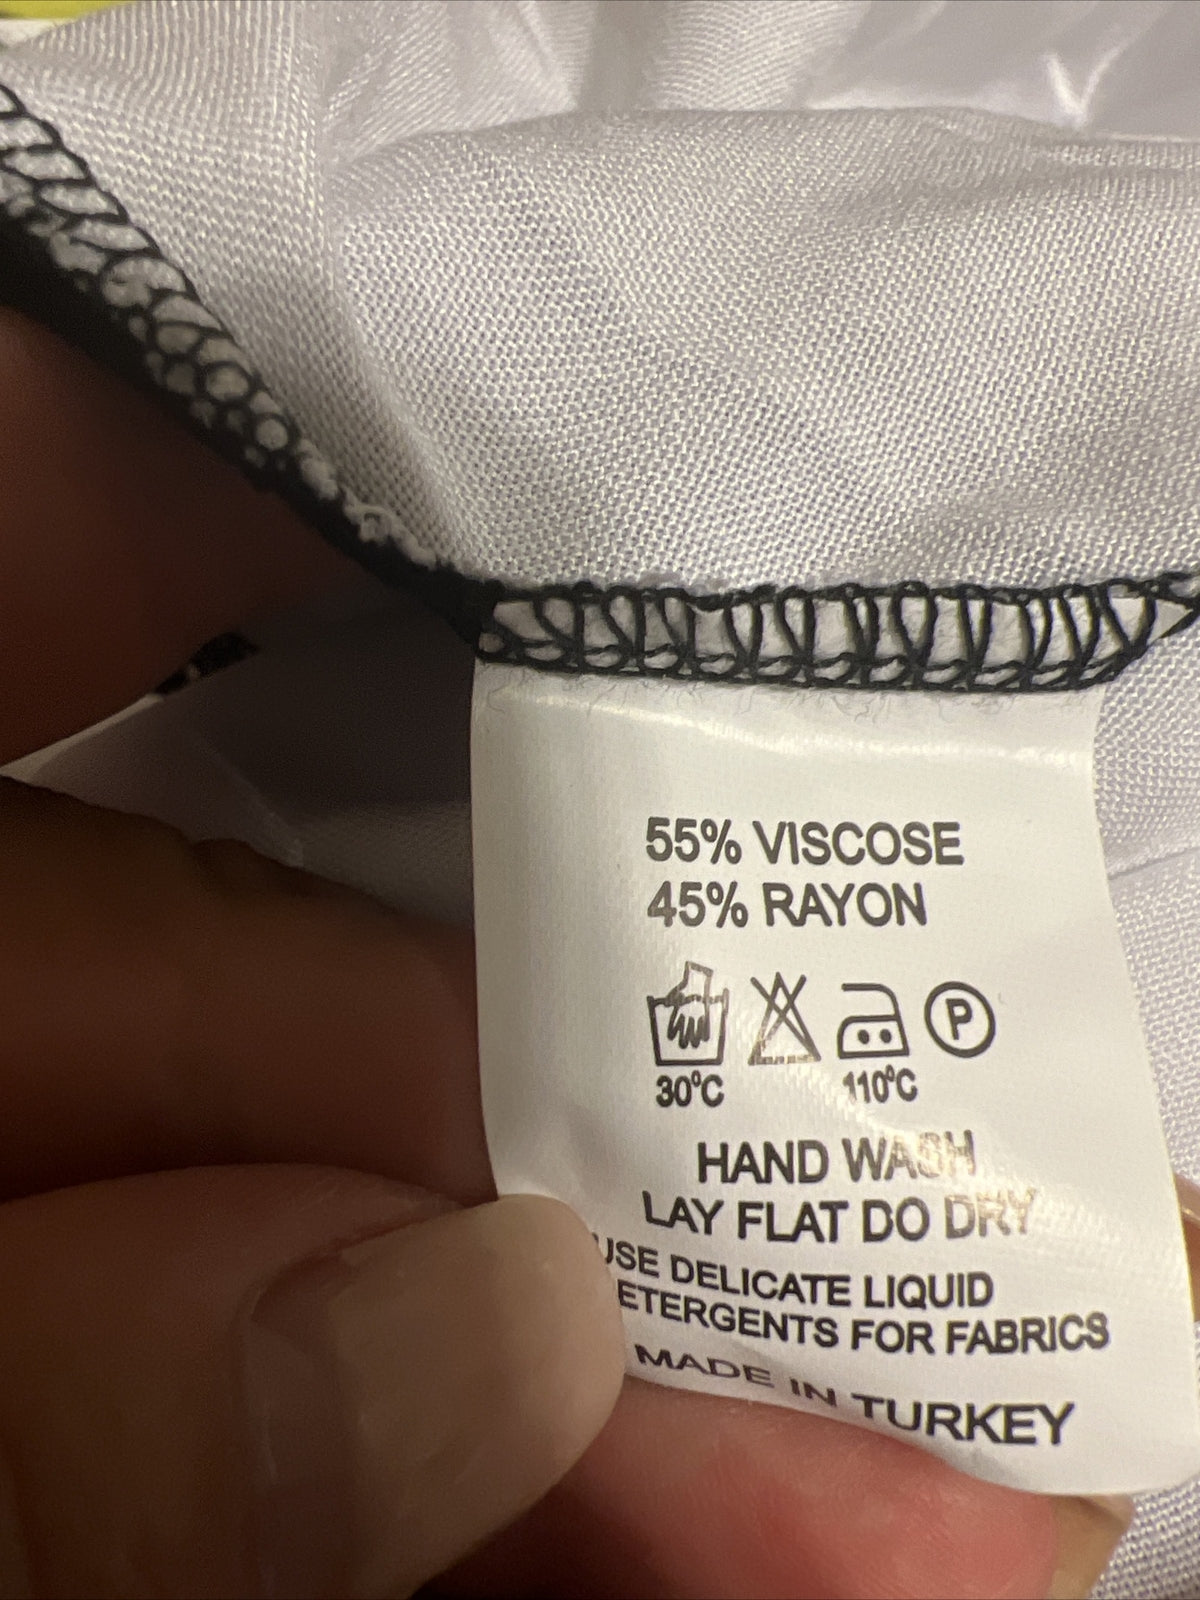 55% VISCOSE
45% RAYON
P
30°C 110°C
HAND WASH
LAY FLAT DO DRY
USE DELICATE LIQUID
ETERGENTS FOR FABRICS
MADE IN TURKEY